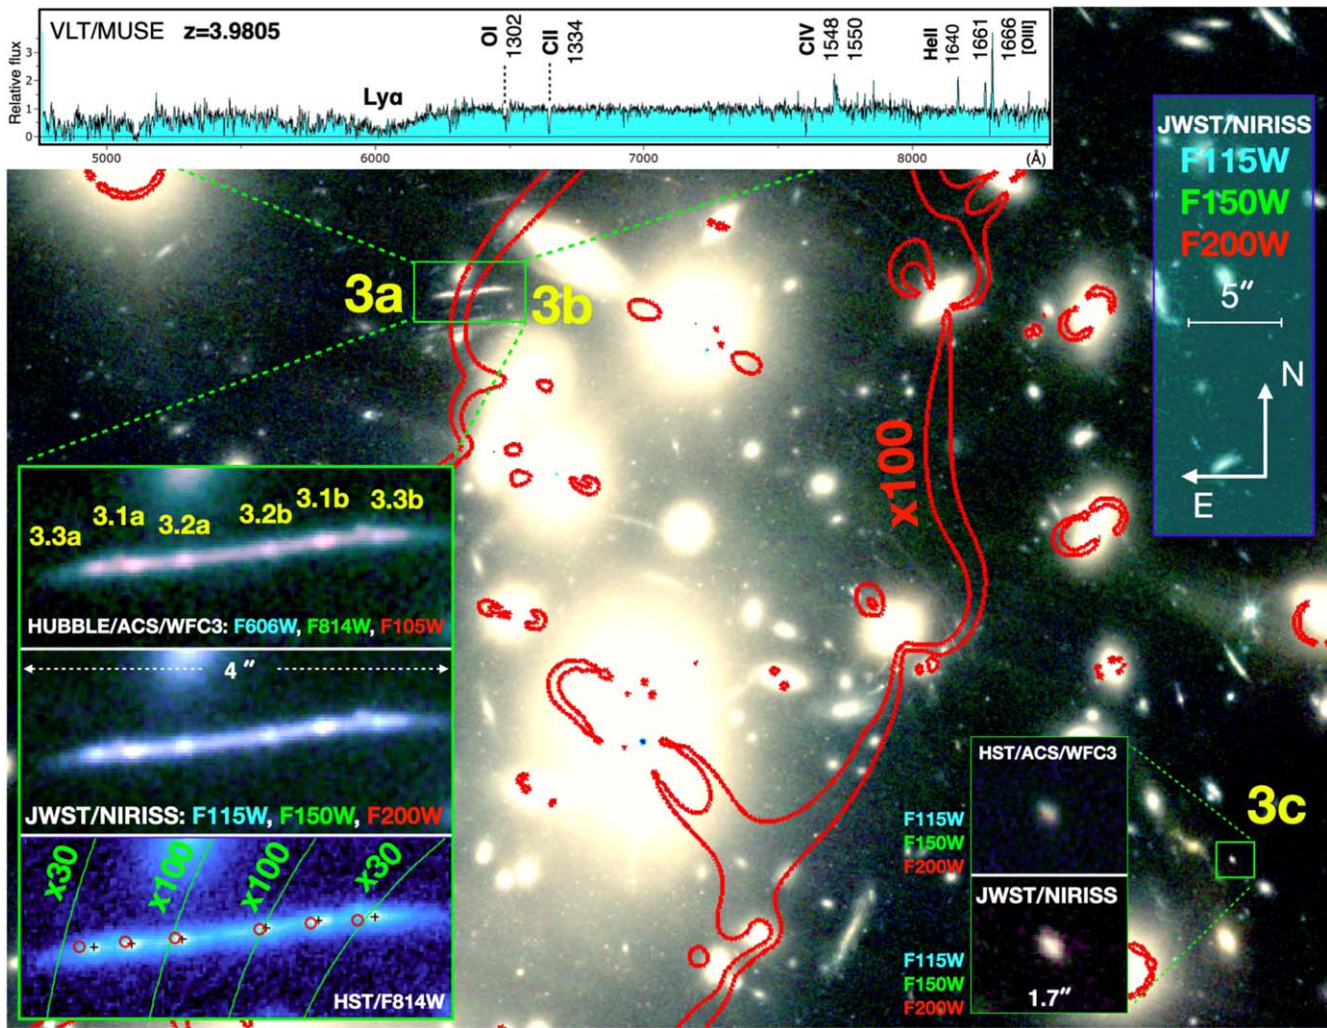 VLT/MUSE z=3.9805
OI 1302
CII 1334
CIV 1548 1550
HeII 1640
1661
1666 [OIII]
Relative flux
3
2
1
0
Lyα
5000 6000 7000 8000 (Å)
JWST/NIRISS
F115W
F150W
F200W
5"
N
E
3a
3b
x100
3.3a 3.1a 3.2a 3.2b 3.1b 3.3b
HUBBLE/ACS/WFC3: F606W, F814W, F105W
4 "
JWST/NIRISS: F115W, F150W, F200W
x30 x100 x100 x30
HST/F814W
HST/ACS/WFC3
F115W
F150W
F200W
3c
JWST/NIRISS
F115W
F150W
F200W
1.7"